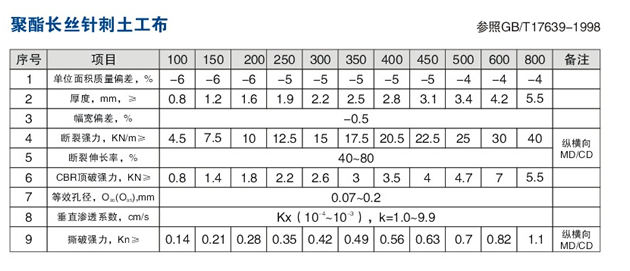 聚酯长丝针刺土工布
参照GB/T17639-1998
序号 项目 100 150 200 250 300 350 400 450 500 600 800 备注
1 单位面积质量偏差，% −6 −6 −6 −5 −5 −5 −5 −5 −4 −4 −4
2 厚度，mm，≥ 0.8 1.2 1.6 1.9 2.2 2.5 2.8 3.1 3.4 4.2 5.5
3 幅宽偏差，% −0.5
4 断裂强力，KN/m≥ 4.5 7.5 10 12.5 15 17.5 20.5 22.5 25 30 40 纵横向
MD/CD
5 断裂伸长率，% 40~80
6 CBR顶破强力，KN≥ 0.8 1.4 1.8 2.2 2.6 3 3.5 4 4.7 7 5.5
7 等效孔径，O₉₀(O₉₅),mm 0.07~0.2
8 垂直渗透系数，cm/s Kx（10⁻⁴~10⁻³），k=1.0~9.9
9 撕破强力，Kn≥ 0.14 0.21 0.28 0.35 0.42 0.49 0.56 0.63 0.7 0.82 1.1 纵横向
MD/CD